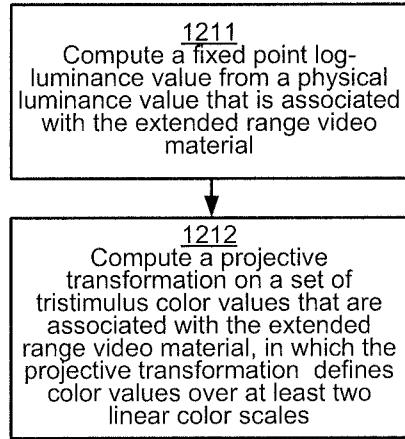 1211
Compute a fixed point log-
luminance value from a physical
luminance value that is associated
with the extended range video
material
1212
Compute a projective
transformation on a set of
tristimulus color values that are
associated with the extended
range video material, in which the
projective transformation defines
color values over at least two
linear color scales